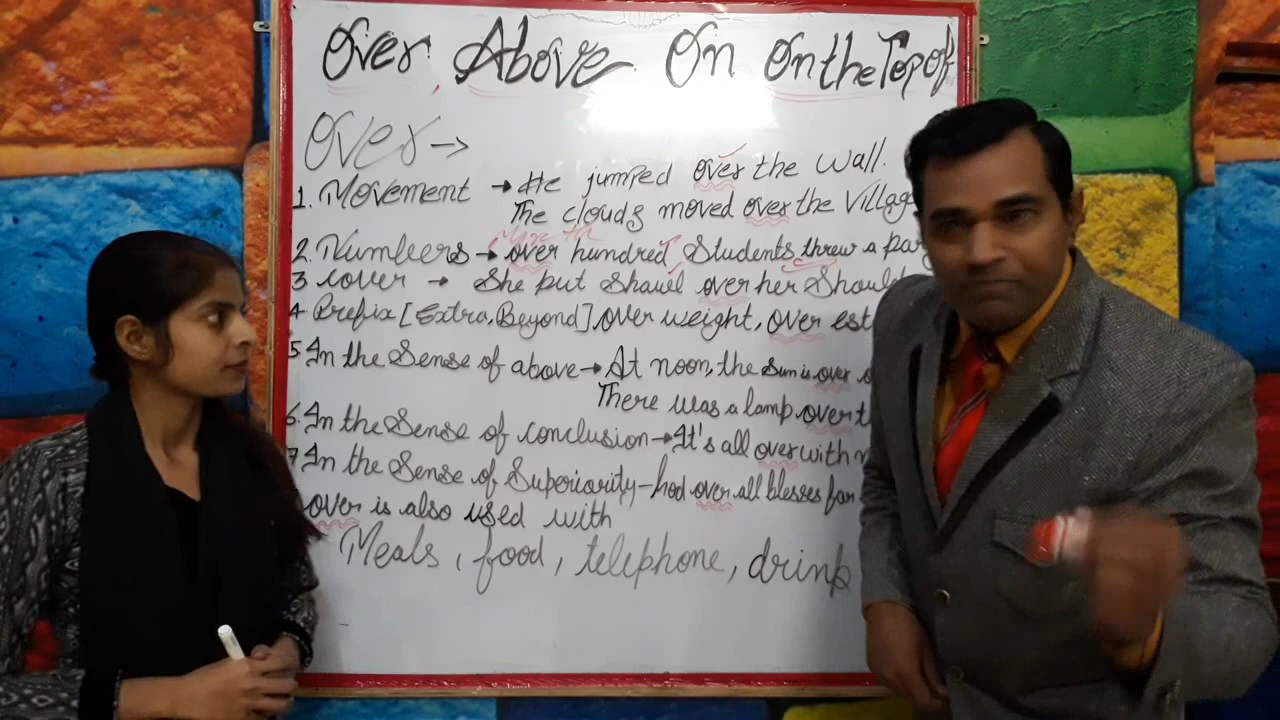 Over Above On On the Top of
Over →
1. Movement → He jumped over the Wall.
The clouds moved over the Village
More th
2. Numbers → over hundred Students threw a par
3 Cover → She put Shawl over her Should
4 Prefix [Extra, Beyond], over weight, over est
5 In the Sense of above → At noon, the Sun is over o
There was a lamp over t
6. In the Sense of conclusion → It's all over with m
7 In the Sense of Superiority - God over all blesses for
over is also used with
Meals, food, telephone, drink